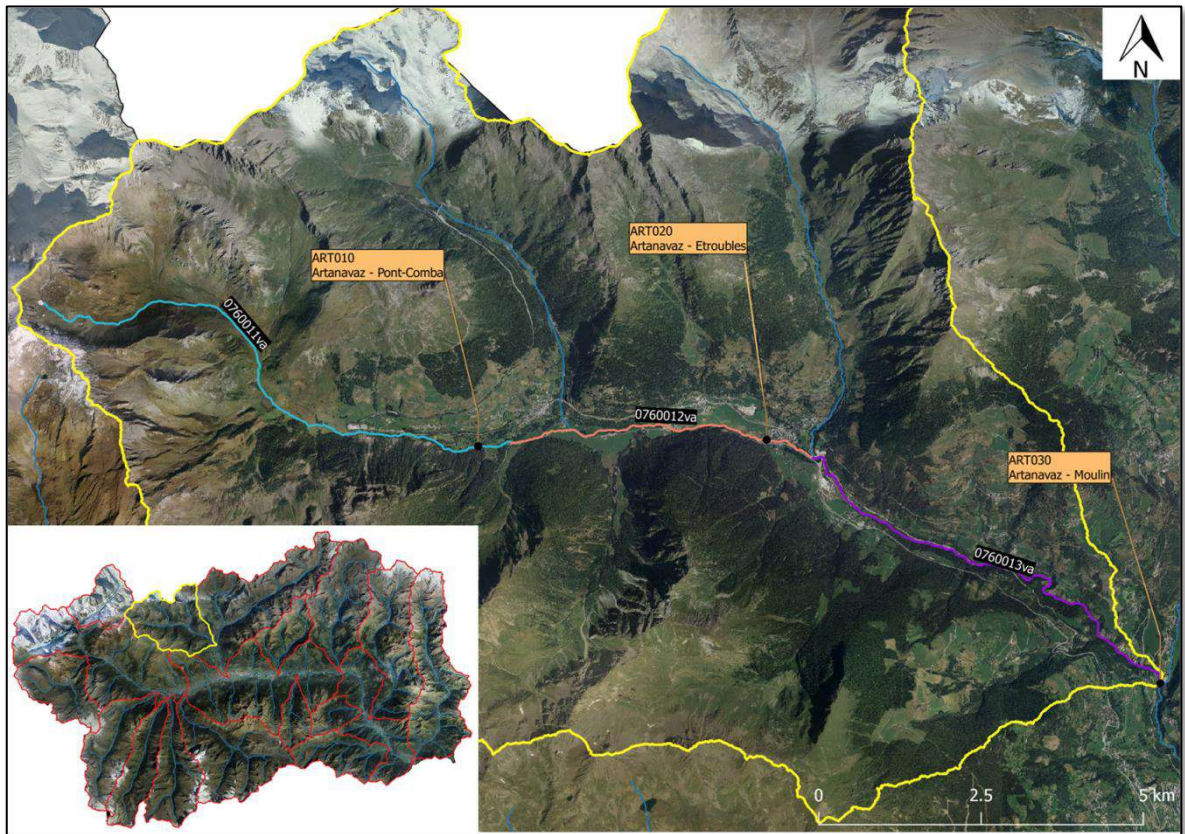 N
ART020
Artanavaz - Etroubles
ART010
Artanavaz - Pont-Comba
0760011va
0760012va
ART030
Artanavaz - Moulin
0760013va
0 2.5 5 km